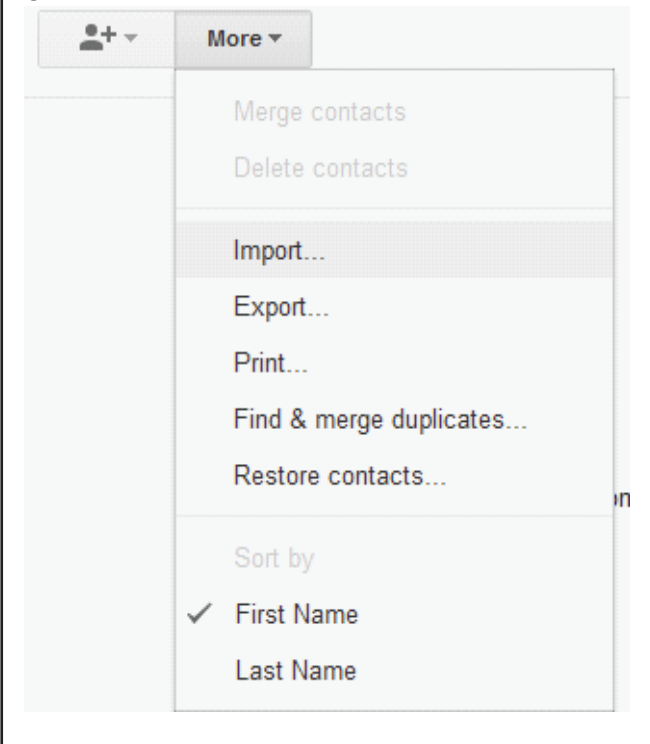 More
Merge contacts
Delete contacts
Import...
Export...
Print...
Find & merge duplicates...
Restore contacts...
Sort by
First Name
Last Name